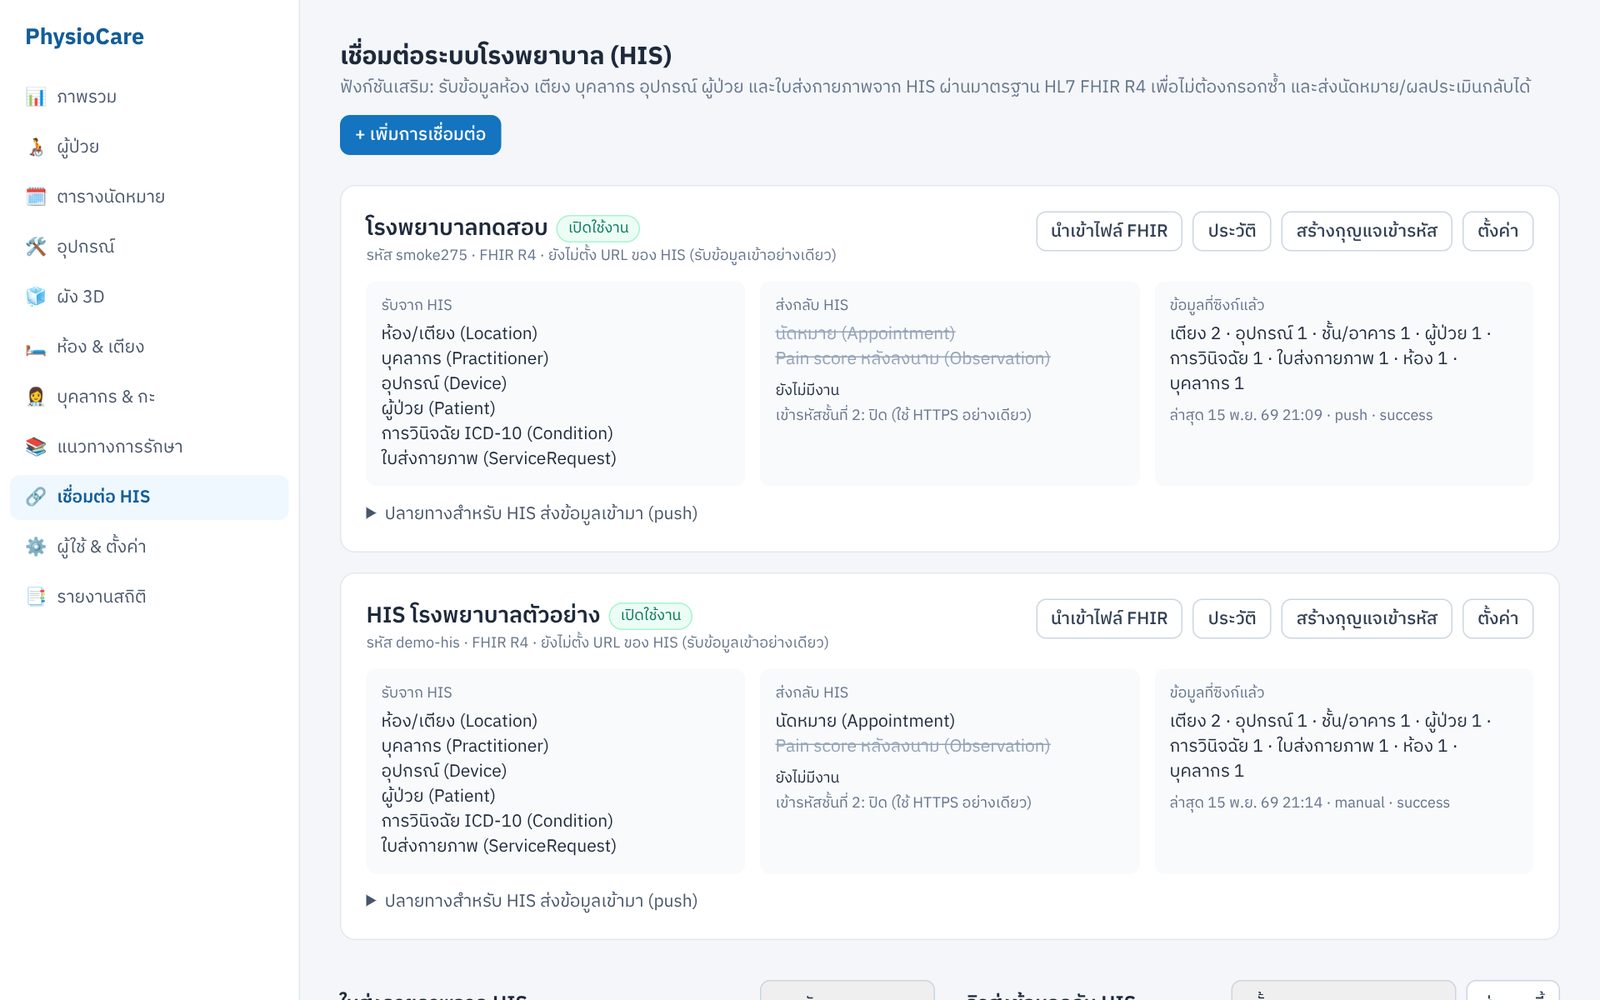 PhysioCare
ภาพรวม
ผู้ป่วย
ตารางนัดหมาย
อุปกรณ์
ผัง 3D
ห้อง & เตียง
บุคลากร & กะ
แนวทางการรักษา
เชื่อมต่อ HIS
ผู้ใช้ & ตั้งค่า
รายงานสถิติ
เชื่อมต่อระบบโรงพยาบาล (HIS)
ฟังก์ชันเสริม: รับข้อมูลห้อง เตียง บุคลากร อุปกรณ์ ผู้ป่วย และใบส่งกายภาพจาก HIS ผ่านมาตรฐาน HL7 FHIR R4 เพื่อไม่ต้องกรอกซ้ำ และส่งนัดหมาย/ผลประเมินกลับได้
+ เพิ่มการเชื่อมต่อ
โรงพยาบาลทดสอบ เปิดใช้งาน
รหัส smoke275 · FHIR R4 · ยังไม่ตั้ง URL ของ HIS (รับข้อมูลเข้าอย่างเดียว)
นำเข้าไฟล์ FHIR ประวัติ สร้างกุญแจเข้ารหัส ตั้งค่า
รับจาก HIS
ห้อง/เตียง (Location)
บุคลากร (Practitioner)
อุปกรณ์ (Device)
ผู้ป่วย (Patient)
การวินิจฉัย ICD-10 (Condition)
ใบส่งกายภาพ (ServiceRequest)
ส่งกลับ HIS
นัดหมาย (Appointment)
Pain score หลังลงนาม (Observation)
ยังไม่มีงาน
เข้ารหัสชั้นที่ 2: ปิด (ใช้ HTTPS อย่างเดียว)
ข้อมูลที่ซิงก์แล้ว
เตียง 2 · อุปกรณ์ 1 · ชั้น/อาคาร 1 · ผู้ป่วย 1 ·
การวินิจฉัย 1 · ใบส่งกายภาพ 1 · ห้อง 1 ·
บุคลากร 1
ล่าสุด 15 พ.ย. 69 21:09 · push · success
▶ ปลายทางสำหรับ HIS ส่งข้อมูลเข้ามา (push)
HIS โรงพยาบาลตัวอย่าง เปิดใช้งาน
รหัส demo-his · FHIR R4 · ยังไม่ตั้ง URL ของ HIS (รับข้อมูลเข้าอย่างเดียว)
นำเข้าไฟล์ FHIR ประวัติ สร้างกุญแจเข้ารหัส ตั้งค่า
รับจาก HIS
ห้อง/เตียง (Location)
บุคลากร (Practitioner)
อุปกรณ์ (Device)
ผู้ป่วย (Patient)
การวินิจฉัย ICD-10 (Condition)
ใบส่งกายภาพ (ServiceRequest)
ส่งกลับ HIS
นัดหมาย (Appointment)
Pain score หลังลงนาม (Observation)
ยังไม่มีงาน
เข้ารหัสชั้นที่ 2: ปิด (ใช้ HTTPS อย่างเดียว)
ข้อมูลที่ซิงก์แล้ว
เตียง 2 · อุปกรณ์ 1 · ชั้น/อาคาร 1 · ผู้ป่วย 1 ·
การวินิจฉัย 1 · ใบส่งกายภาพ 1 · ห้อง 1 ·
บุคลากร 1
ล่าสุด 15 พ.ย. 69 21:14 · manual · success
▶ ปลายทางสำหรับ HIS ส่งข้อมูลเข้ามา (push)